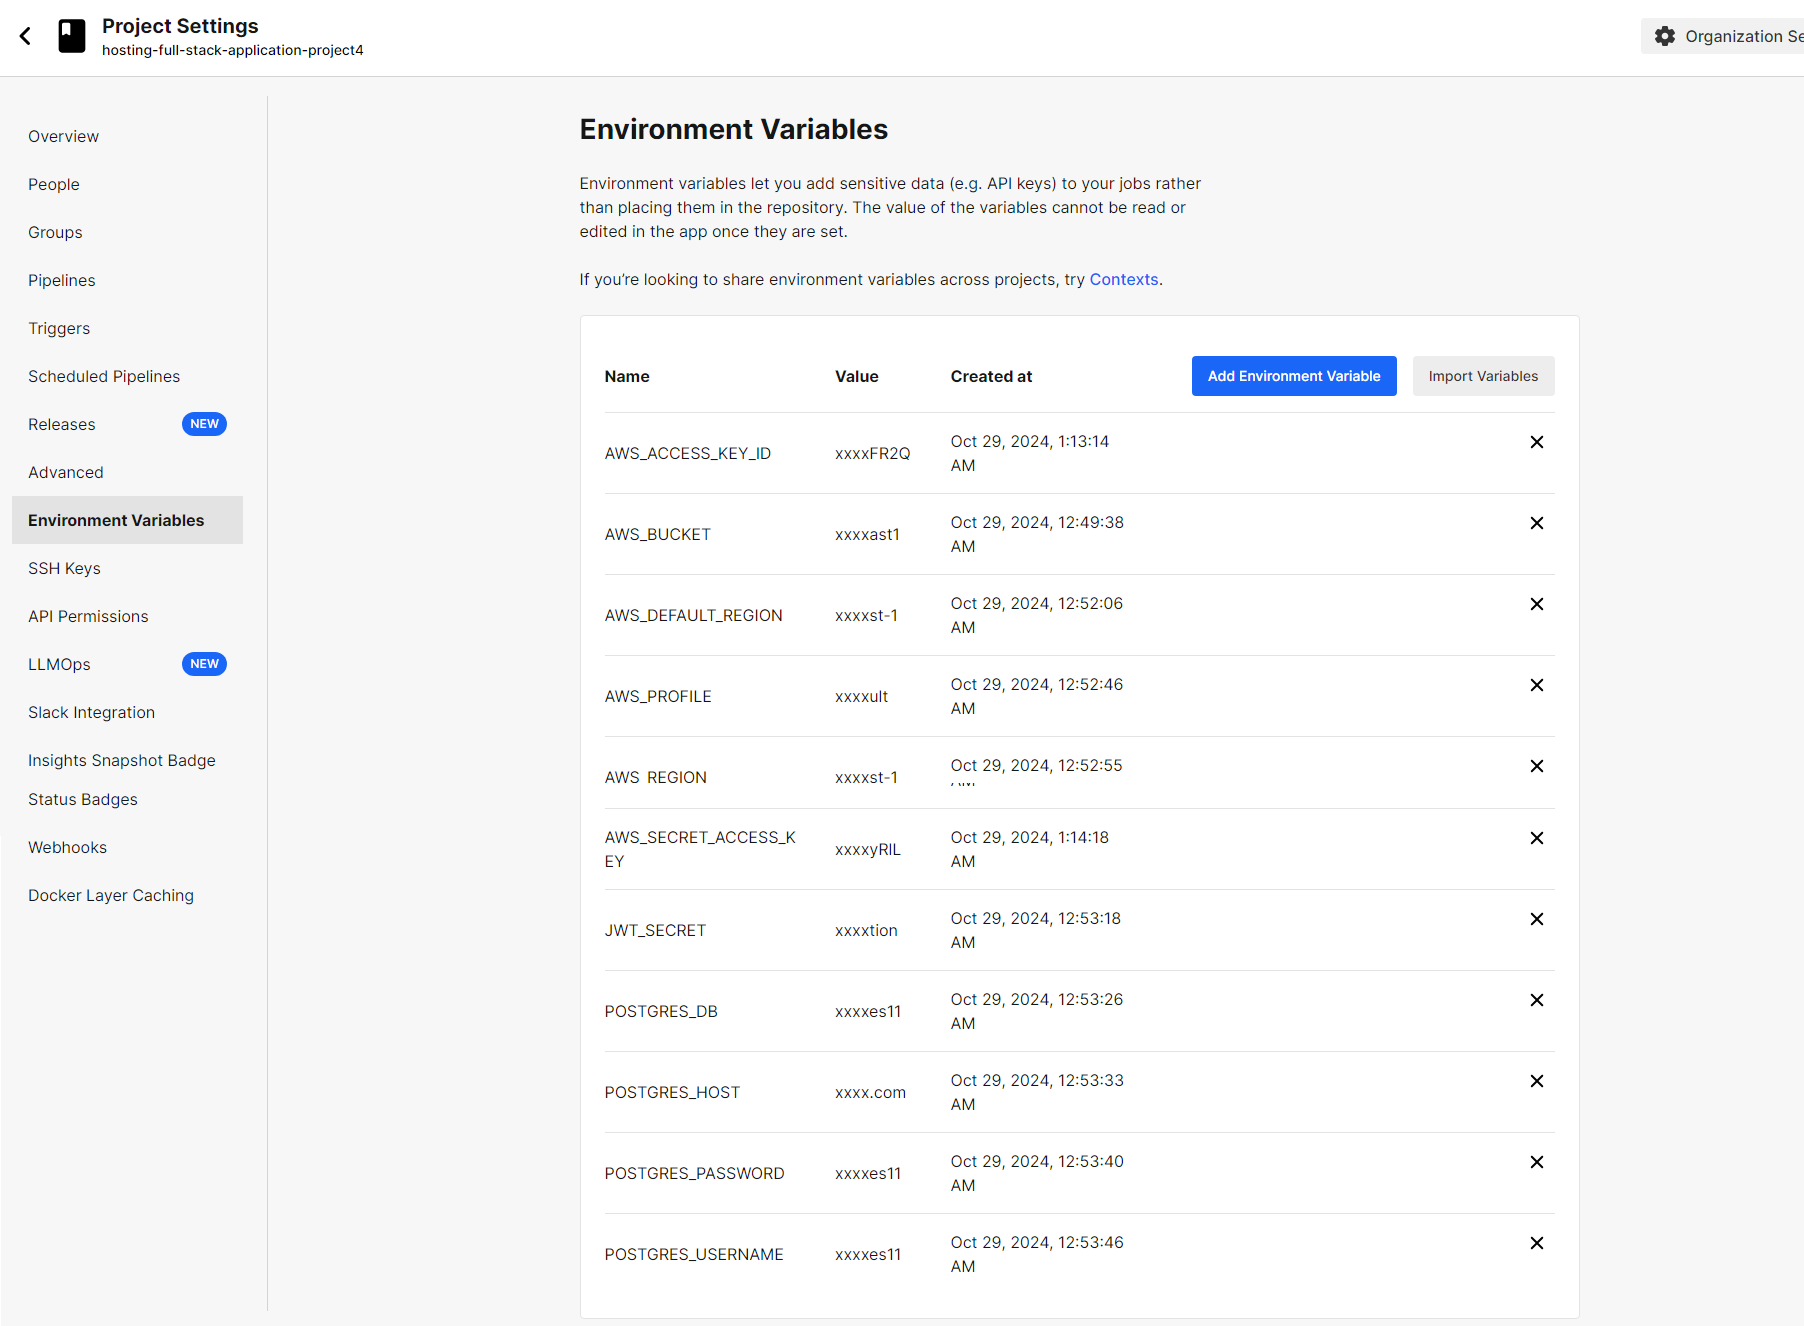 Project Settings
hosting-full-stack-application-project4
Organization Se
Overview
People
Groups
Pipelines
Triggers
Scheduled Pipelines
Releases NEW
Advanced
Environment Variables
SSH Keys
API Permissions
LLMOps NEW
Slack Integration
Insights Snapshot Badge
Status Badges
Webhooks
Docker Layer Caching
Environment Variables
Environment variables let you add sensitive data (e.g. API keys) to your jobs rather
than placing them in the repository. The value of the variables cannot be read or
edited in the app once they are set.
If you’re looking to share environment variables across projects, try Contexts.
Name Value Created at Add Environment Variable Import Variables
AWS_ACCESS_KEY_ID xxxxFR2Q Oct 29, 2024, 1:13:14
AM
AWS_BUCKET xxxxast1 Oct 29, 2024, 12:49:38
AM
AWS_DEFAULT_REGION xxxxst-1 Oct 29, 2024, 12:52:06
AM
AWS_PROFILE xxxxult Oct 29, 2024, 12:52:46
AM
AWS_REGION xxxxst-1 Oct 29, 2024, 12:52:55
AWS_SECRET_ACCESS_K
EY xxxxyRlL Oct 29, 2024, 1:14:18
AM
JWT_SECRET xxxxtion Oct 29, 2024, 12:53:18
AM
POSTGRES_DB xxxxes11 Oct 29, 2024, 12:53:26
AM
POSTGRES_HOST xxxx.com Oct 29, 2024, 12:53:33
AM
POSTGRES_PASSWORD xxxxes11 Oct 29, 2024, 12:53:40
AM
POSTGRES_USERNAME xxxxes11 Oct 29, 2024, 12:53:46
AM